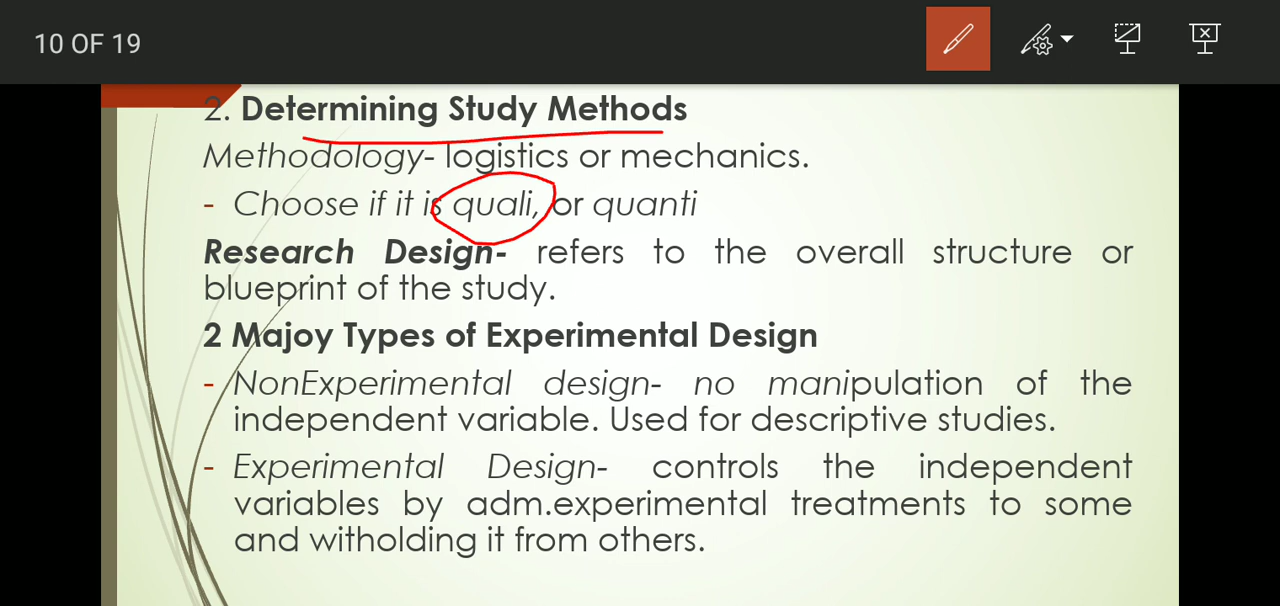 10 OF 19
2. Determining Study Methods
Methodology- logistics or mechanics.
- Choose if it is quali, or quanti
Research Design- refers to the overall structure or
blueprint of the study.
2 Majoy Types of Experimental Design
- NonExperimental design- no manipulation of the
independent variable. Used for descriptive studies.
- Experimental Design- controls the independent
variables by adm.experimental treatments to some
and witholding it from others.